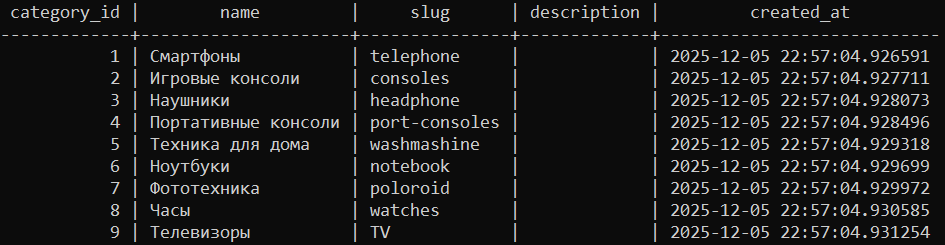 category_id | name | slug | description | created_at
-------------+----------------------+---------------+-------------+----------------------------
1 | Смартфоны | telephone | | 2025-12-05 22:57:04.926591
2 | Игровые консоли | consoles | | 2025-12-05 22:57:04.927711
3 | Наушники | headphone | | 2025-12-05 22:57:04.928073
4 | Портативные консоли | port-consoles | | 2025-12-05 22:57:04.928496
5 | Техника для дома | washmashine | | 2025-12-05 22:57:04.929318
6 | Ноутбуки | notebook | | 2025-12-05 22:57:04.929699
7 | Фототехника | poloroid | | 2025-12-05 22:57:04.929972
8 | Часы | watches | | 2025-12-05 22:57:04.930585
9 | Телевизоры | TV | | 2025-12-05 22:57:04.931254